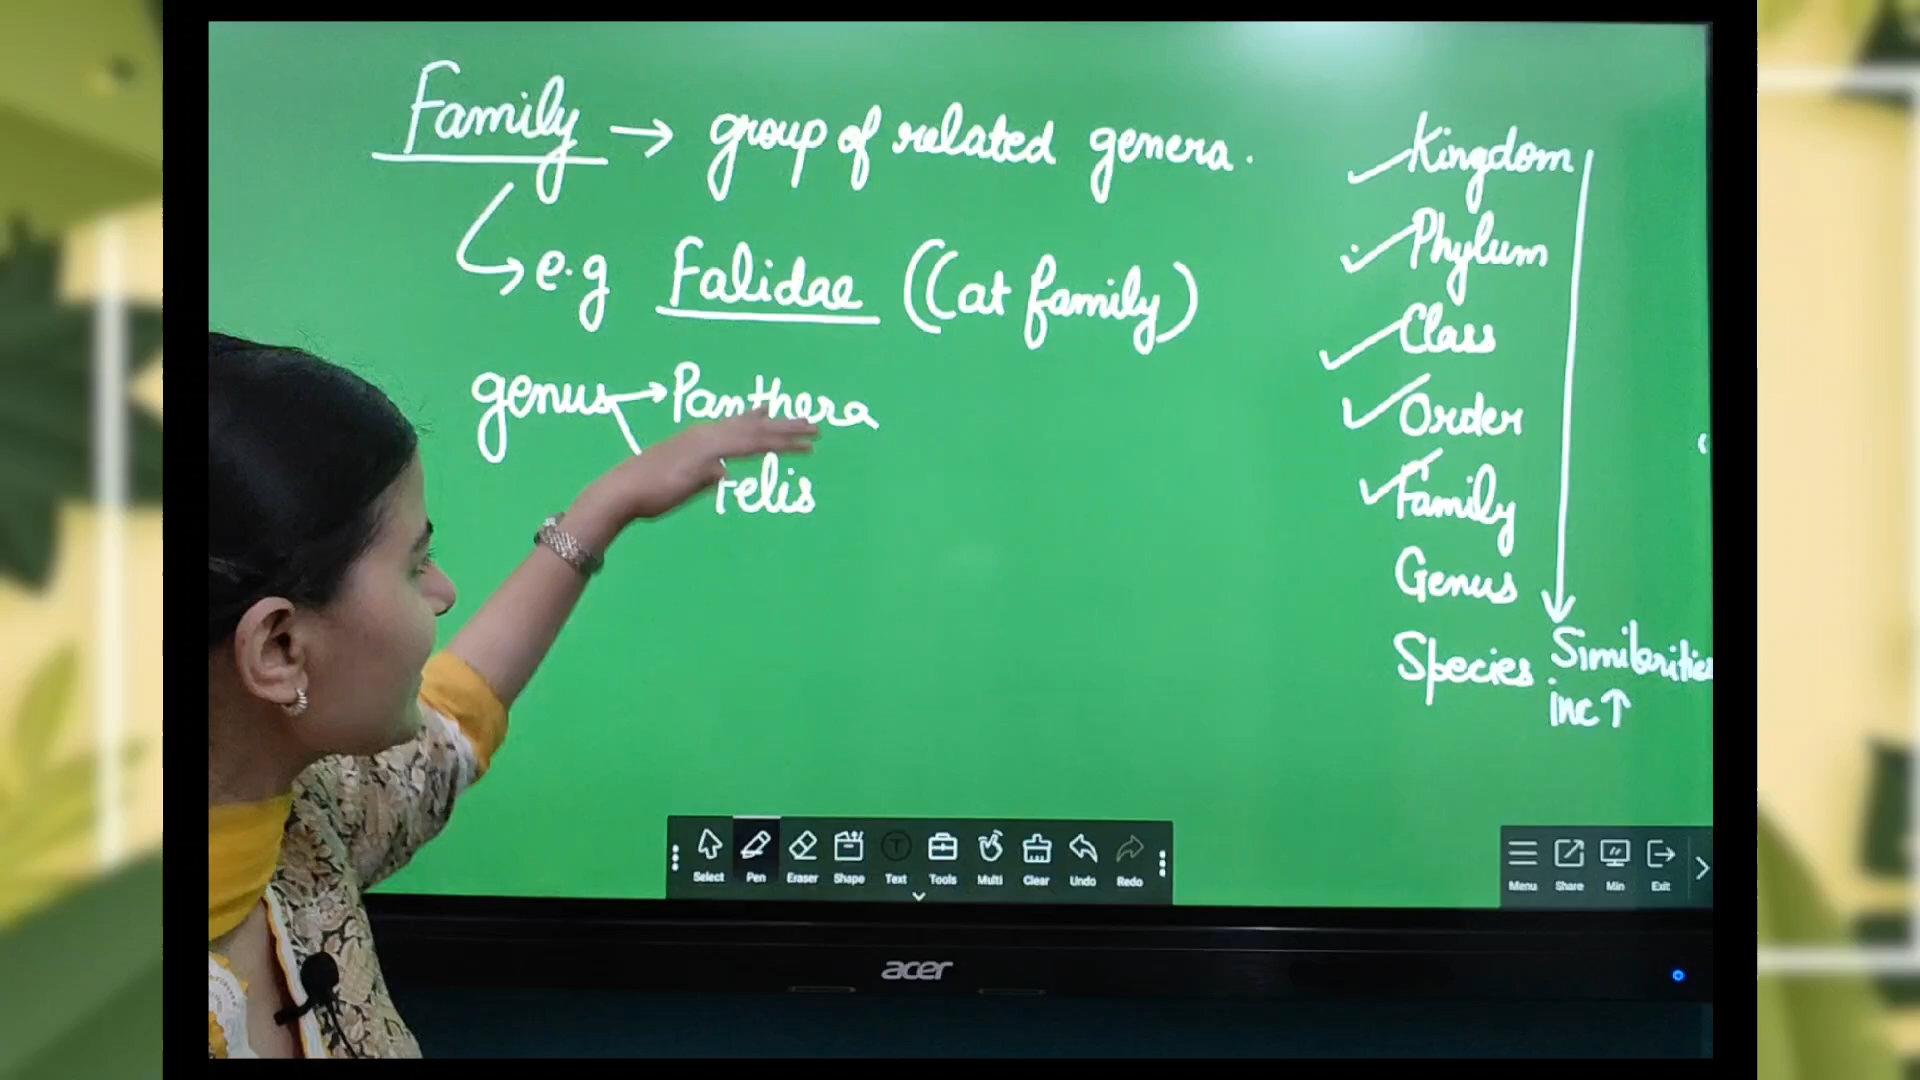 Family → group of related genera.
e.g Falidae ((at family)
genus → Panthera
Felis
Kingdom
Phylum
Class
Order
Family
Genus
Species
Similarities
inc ↑
Select Pen Eraser Shape Text Tools Multi Clear Undo Redo
Menu Share Min Exit
acer